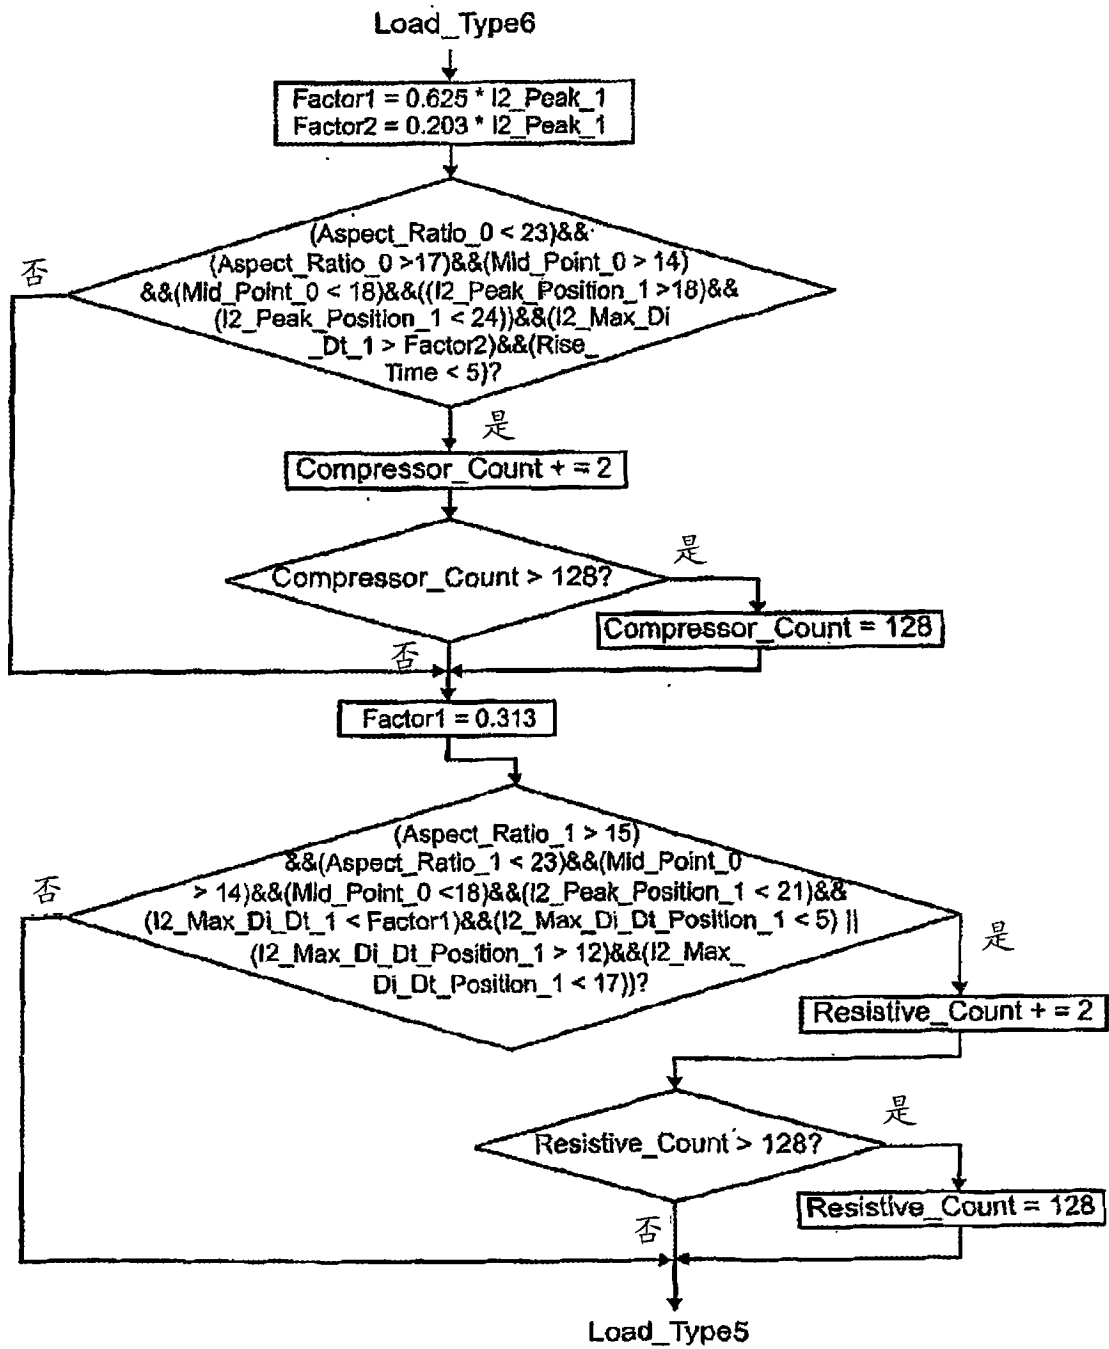 Load_Type6
Factor1 = 0.625 * I2_Peak_1
Factor2 = 0.203 * I2_Peak_1
(Aspect_Ratio_0 < 23)&&
(Aspect_Ratio_0 >17)&&(Mid_Point_0 > 14)
&&(Mid_Point_0 < 18)&&((I2_Peak_Position_1 >18)&&
(I2_Peak_Position_1 < 24))&&(I2_Max_Di
_Dt_1 > Factor2)&&(Rise_
Time < 5)?
否
是
Compressor_Count + = 2
Compressor_Count > 128?
是
Compressor_Count = 128
否
Factor1 = 0.313
(Aspect_Ratio_1 > 15)
&&(Aspect_Ratio_1 < 23)&&(Mid_Point_0
> 14)&&(Mid_Point_0 <18)&&(I2_Peak_Position_1 < 21)&&
(I2_Max_Di_Dt_1 < Factor1)&&(I2_Max_Di_Dt_Position_1 < 5) ||
(I2_Max_Di_Dt_Position_1 > 12)&&(I2_Max_
Di_Dt_Position_1 < 17))?
否
是
Resistive_Count + = 2
Resistive_Count > 128?
是
Resistive_Count = 128
否
Load_Type5